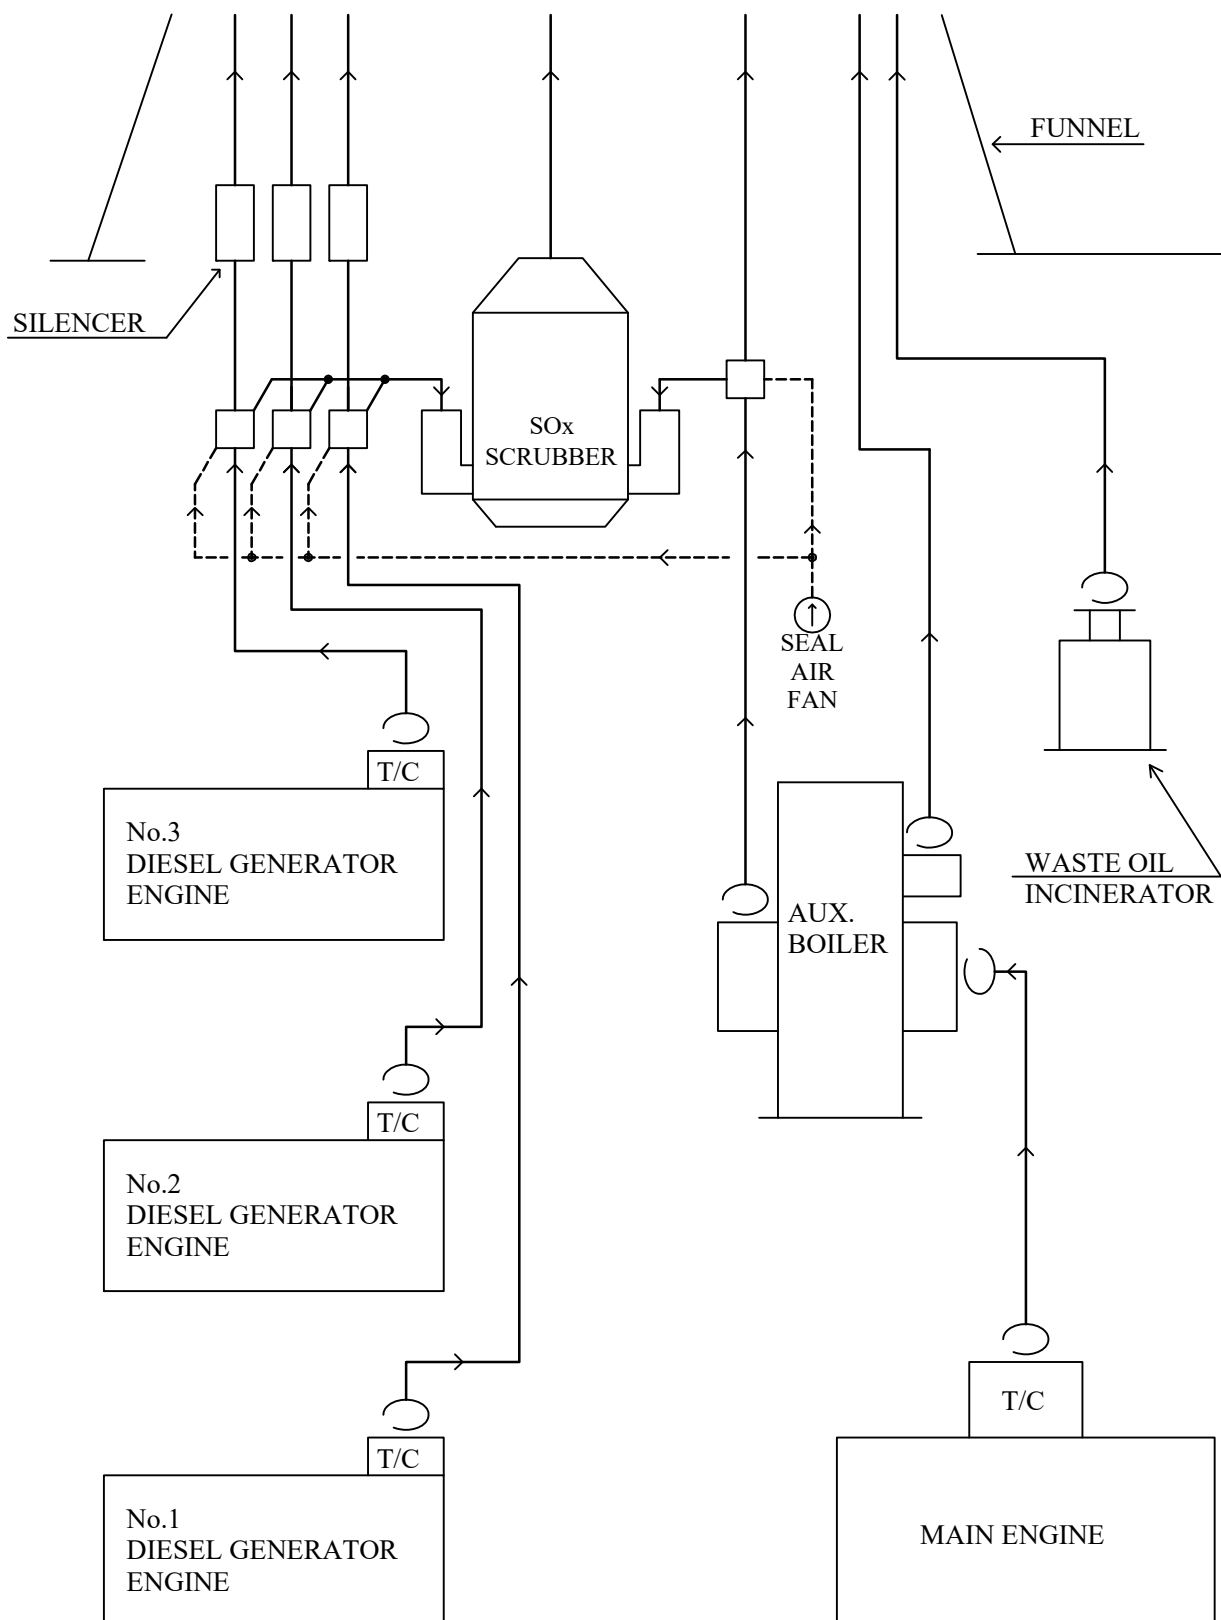 FUNNEL
SILENCER
SOx
SCRUBBER
SEAL
AIR
FAN
T/C
No.3
DIESEL GENERATOR
ENGINE
WASTE OIL
INCINERATOR
AUX.
BOILER
T/C
No.2
DIESEL GENERATOR
ENGINE
T/C
T/C
No.1
DIESEL GENERATOR
ENGINE
MAIN ENGINE